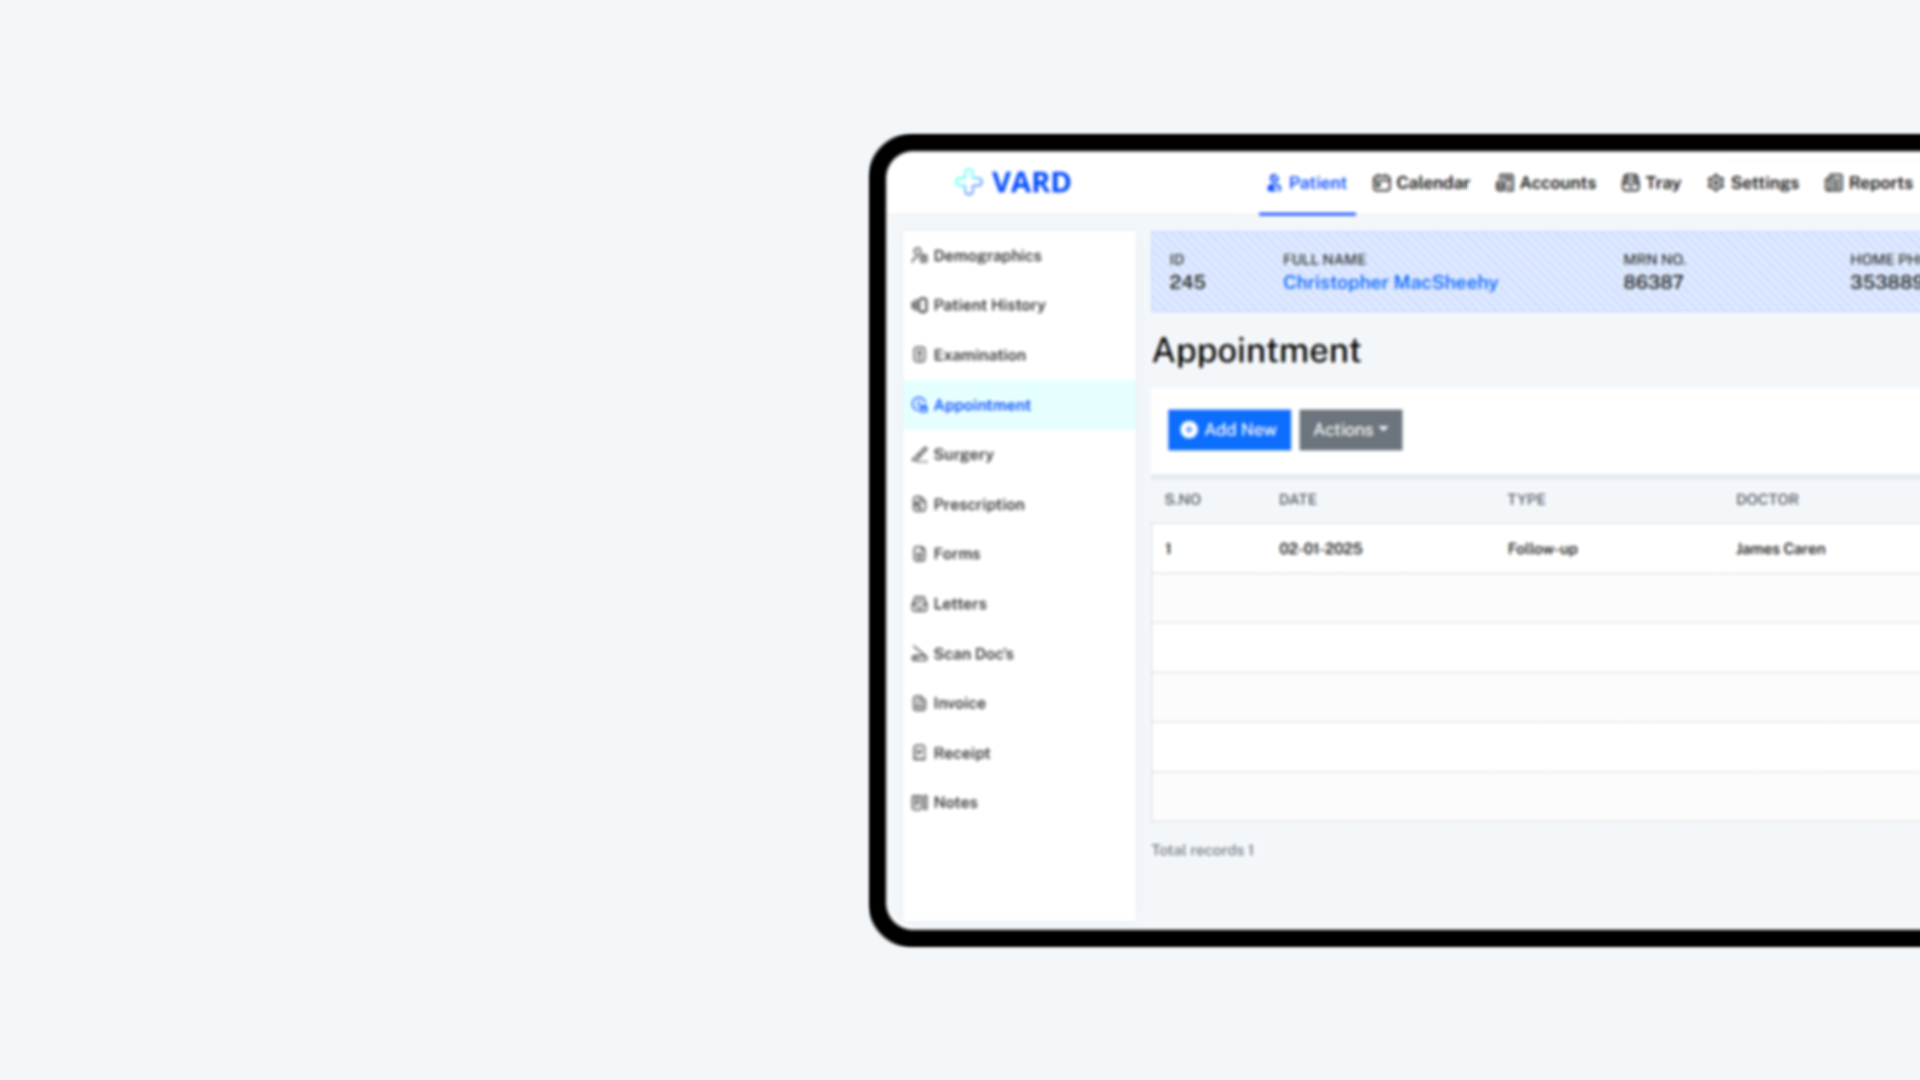 VARD
Patient Calendar Accounts Tray Settings Reports
Demographics
Patient History
Examination
Appointment
Surgery
Prescription
Forms
Letters
Scan Doc's
Invoice
Receipt
Notes
ID FULL NAME MRN NO. HOME PH
245 Christopher MacSheehy 86387 353889
Appointment
Add New Actions
S.NO DATE TYPE DOCTOR
1 02-01-2025 Follow-up James Caren
Total records 1